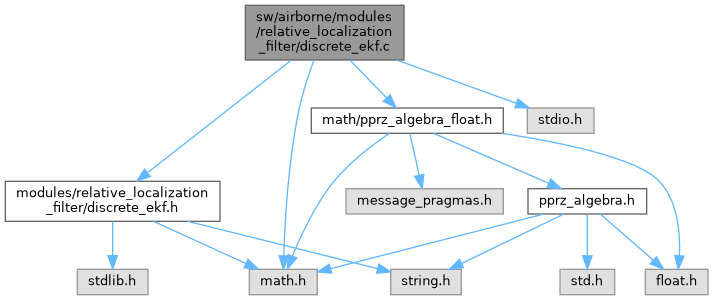 sw/airborne/modules
/relative_localization
_filter/discrete_ekf.c
math/pprz_algebra_float.h
stdio.h
modules/relative_localization
_filter/discrete_ekf.h
message_pragmas.h
pprz_algebra.h
stdlib.h
math.h
string.h
std.h
float.h